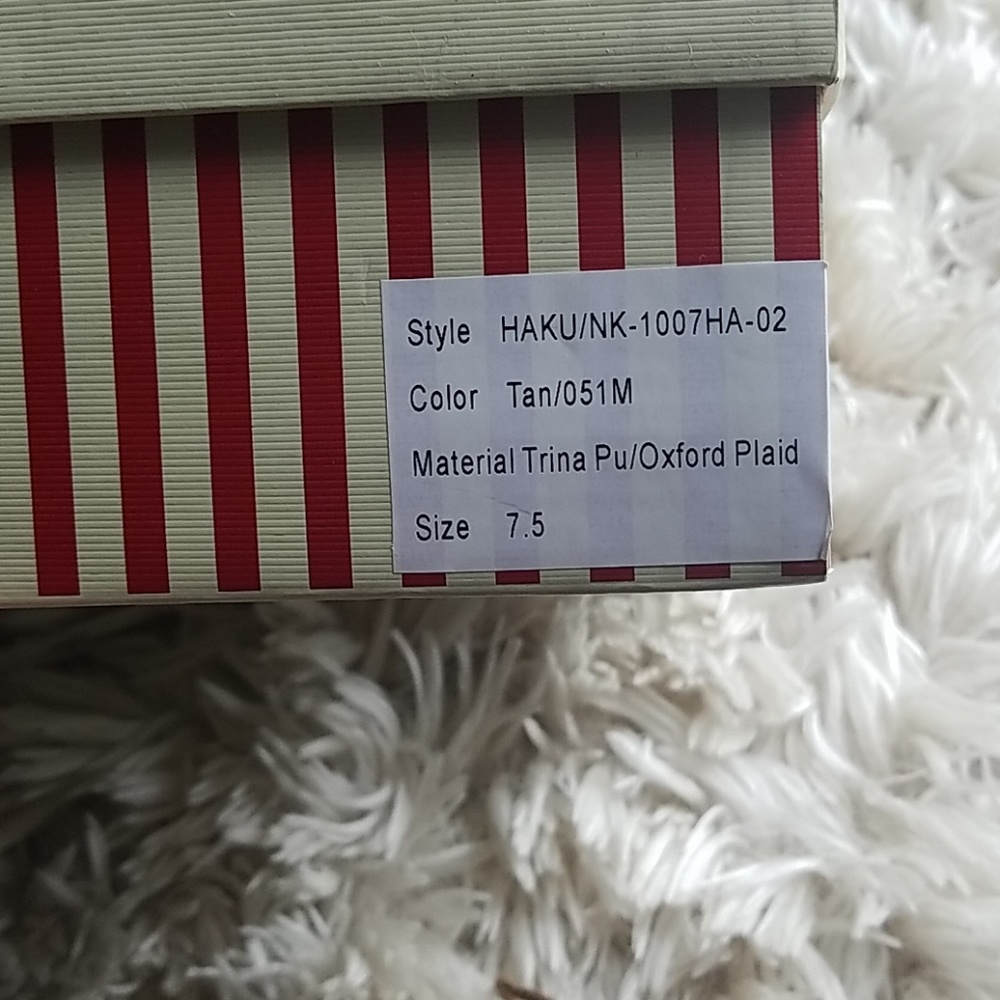 Style HAKU/NK-1007HA-02
Color Tan/051M
Material Trina Pu/Oxford Plaid
Size 7.5